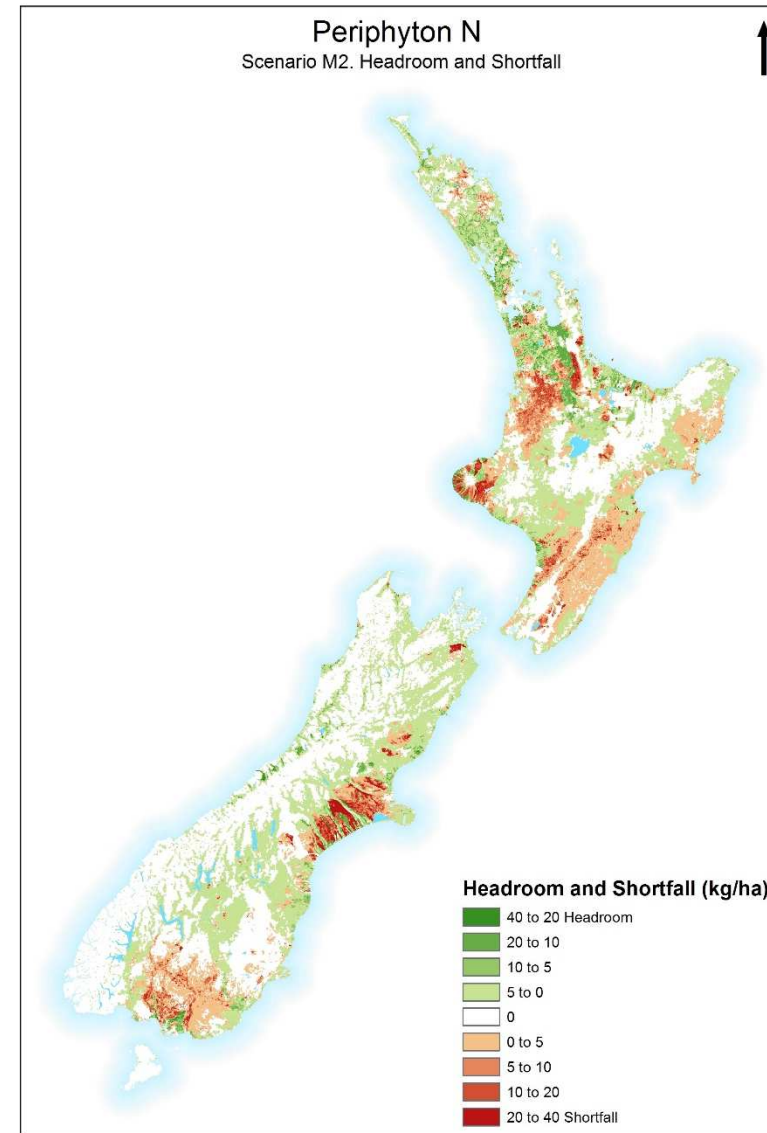 Periphyton N
Scenario M2. Headroom and Shortfall
Headroom and Shortfall (kg/ha)
40 to 20 Headroom
20 to 10
10 to 5
5 to 0
0
0 to 5
5 to 10
10 to 20
20 to 40 Shortfall